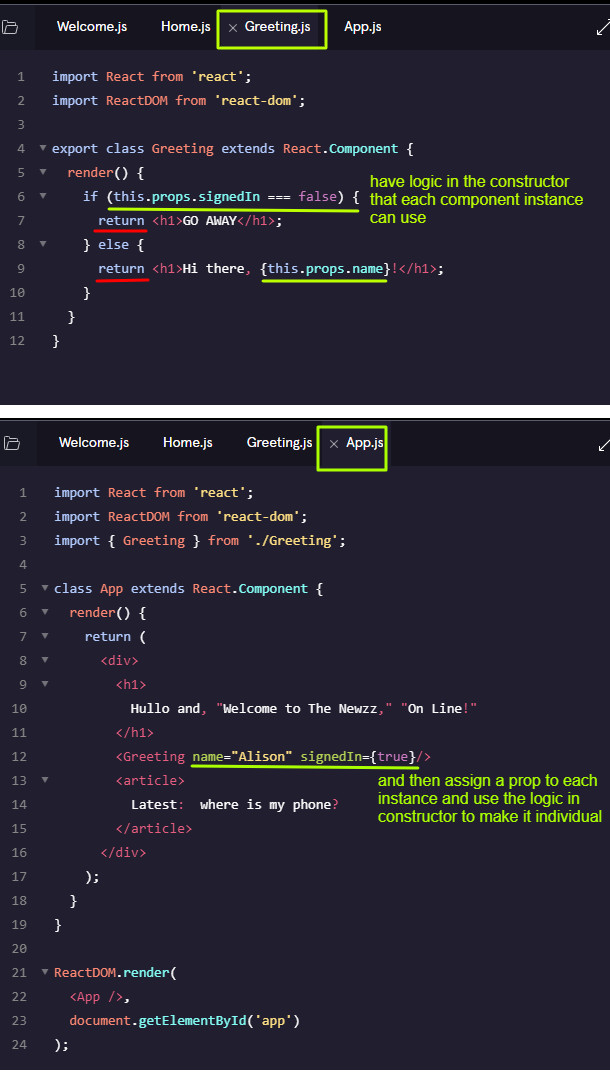 Welcome.js Home.js × Greeting.js App.js
1 import React from 'react';
2 import ReactDOM from 'react-dom';
3
4 export class Greeting extends React.Component {
5 render() {
6 if (this.props.signedIn === false) {
have logic in the constructor
that each component instance
can use
7 return <h1>GO AWAY</h1>;
8 } else {
9 return <h1>Hi there, {this.props.name}!</h1>;
10 }
11 }
12 }
Welcome.js Home.js Greeting.js × App.js
1 import React from 'react';
2 import ReactDOM from 'react-dom';
3 import { Greeting } from './Greeting';
4
5 class App extends React.Component {
6 render() {
7 return (
8 <div>
9 <h1>
10 Hullo and, "Welcome to The Newzz," "On Line!"
11 </h1>
12 <Greeting name="Alison" signedIn={true}/>
13 <article>
and then assign a prop to each
instance and use the logic in
constructor to make it individual
14 Latest:  where is my phone?
15 </article>
16 </div>
17 );
18 }
19 }
20
21 ReactDOM.render(
22 <App />,
23 document.getElementById('app')
24 );